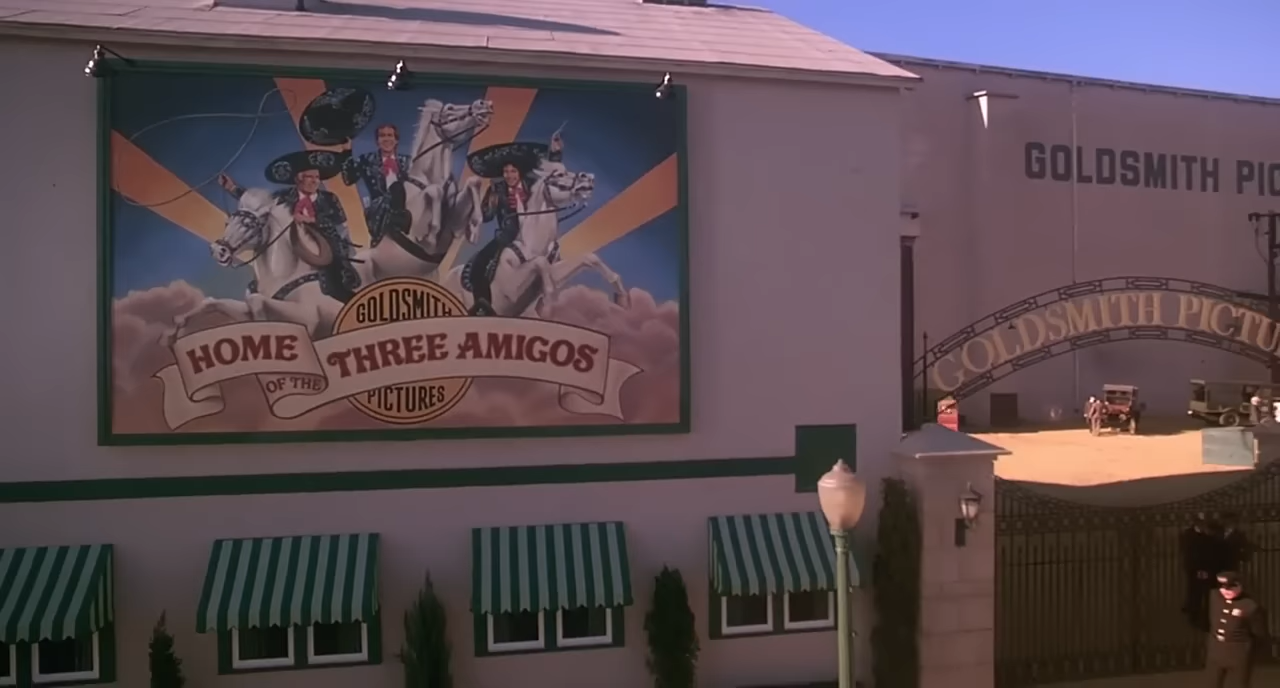 GOLDSMITH
HOME
OF THE
THREE AMIGOS
PICTURES
GOLDSMITH PIC
GOLDSMITH PICTU